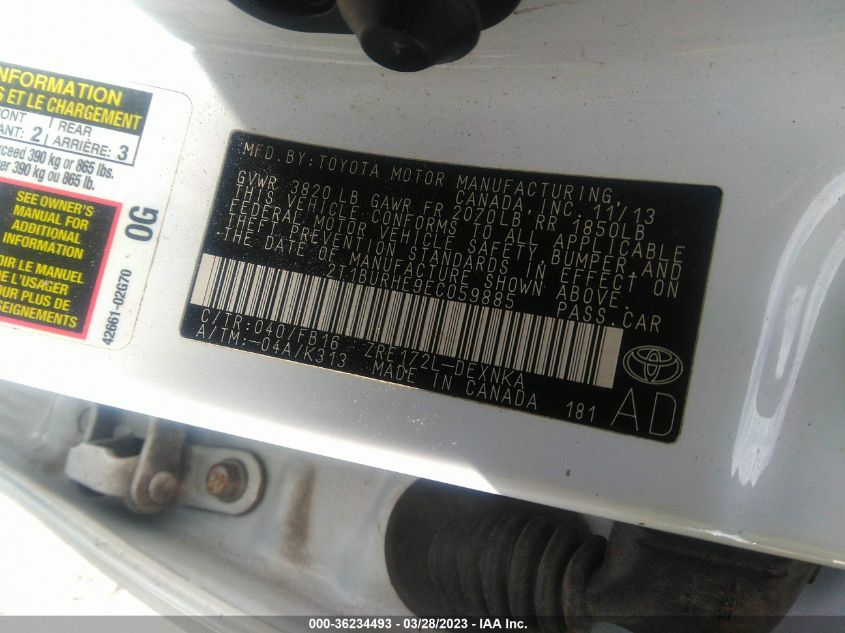 INFORMATION
S ET LE CHARGEMENT
ONT
ANT: 2
REAR
ARRIÈRE: 3
xceed 390 kg or 865 lbs.
er 390 kg ou 865 lb.
SEE OWNER'S
MANUAL FOR
ADDITIONAL
INFORMATION
OIR LE MANUEL
DE L'USAGER
OUR PLUS DE
SEIGNEMENTS
0G
42661-02G70
MFD.BY:TOYOTA MOTOR MANUFACTURING,
CANADA, INC. 11/13
GVWR 3820 LB GAWR FR 2070LB RR 1850LB
THIS VEHICLE CONFORMS TO ALL APPLICABLE
FEDERAL MOTOR VEHICLE SAFETY, BUMPER, AND
THEFT PREVENTION STANDARDS IN EFFECT ON
THE DATE OF MANUFACTURE SHOWN ABOVE.
2T1BURHE9EC059885 PASS.CAR
C/TR:040/FB16 ZRE172L-DEXNKA
A/TM:-04A/K313 MADE IN CANADA 181
AD
000-36234493 - 03/28/2023 - IAA Inc.